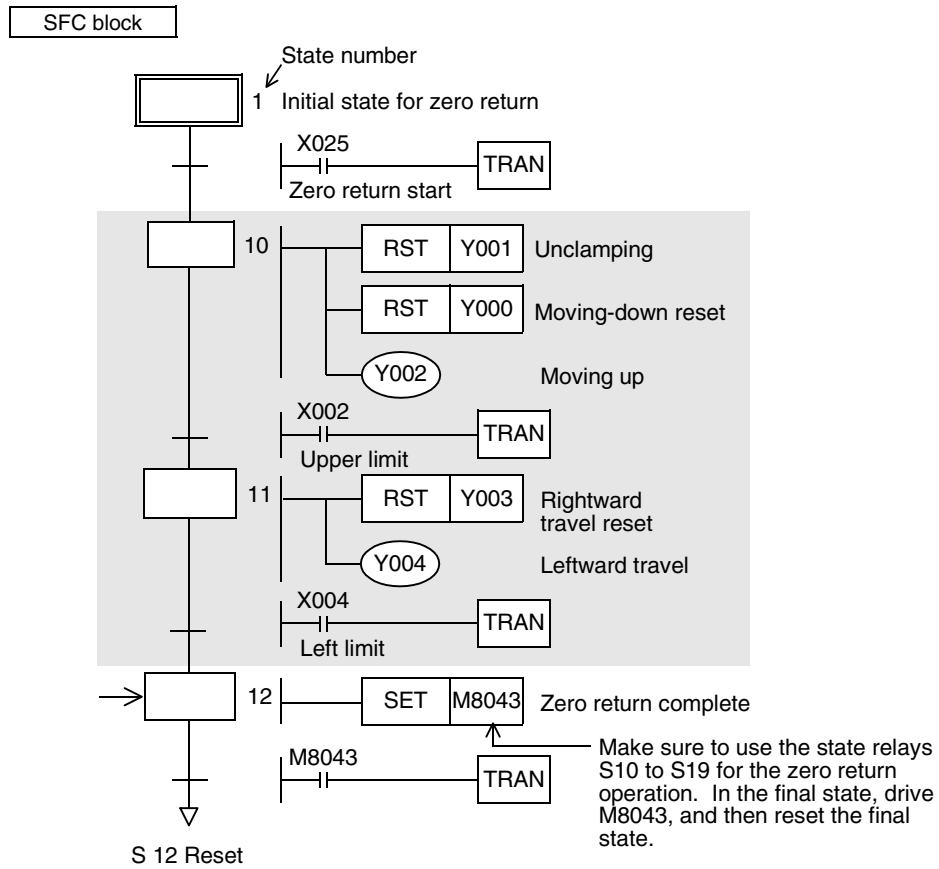 SFC block
State number
1 Initial state for zero return
X025
TRAN
Zero return start
10 RST Y001 Unclamping
RST Y000 Moving-down reset
Y002 Moving up
X002
TRAN
Upper limit
11 RST Y003 Rightward
travel reset
Y004 Leftward travel
X004
TRAN
Left limit
12 SET M8043 Zero return complete
Make sure to use the state relays
S10 to S19 for the zero return
operation. In the final state, drive
M8043, and then reset the final
state.
M8043
TRAN
S 12 Reset